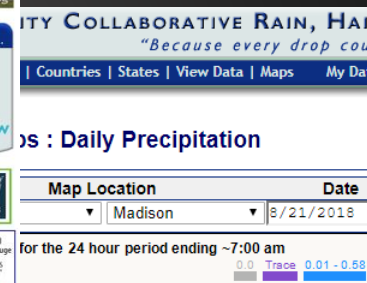 ITY COLLABORATIVE RAIN, HAI
"Because every drop cou
| Countries | States | View Data | Maps My Da
os : Daily Precipitation
Map Location Date
Madison 8/21/2018
for the 24 hour period ending ~7:00 am
0.0 Trace 0.01 - 0.58